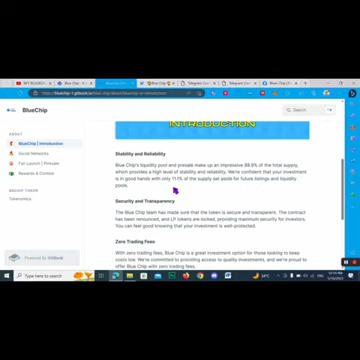 BlueChip
Search
INTRODUCTION
ABOUT
BlueChip | Introduction
Social Networks
Fair Launch | Pinksale
Rewards & Contest
BSCSCAN TOKEN
Tokenomics
Powered By GitBook
Stability and Reliability
Blue Chip's liquidity pool and presale make up an impressive 88.9% of the total supply,
which provides a high level of stability and reliability. We're confident that your investment
is in good hands with only 11.1% of the supply set aside for future listings and liquidity
pools.
Security and Transparency
The Blue Chip team has made sure that the token is secure and transparent. The contract
has been renounced, and LP tokens are locked, providing maximum security for investors.
You can feel good knowing that your investment is well-protected.
Zero Trading Fees
With zero trading fees, Blue Chip is a great investment option for those looking to keep
costs low. We're committed to providing access to quality investments, and we're proud to
offer Blue Chip with zero trading fees.
Type here to search